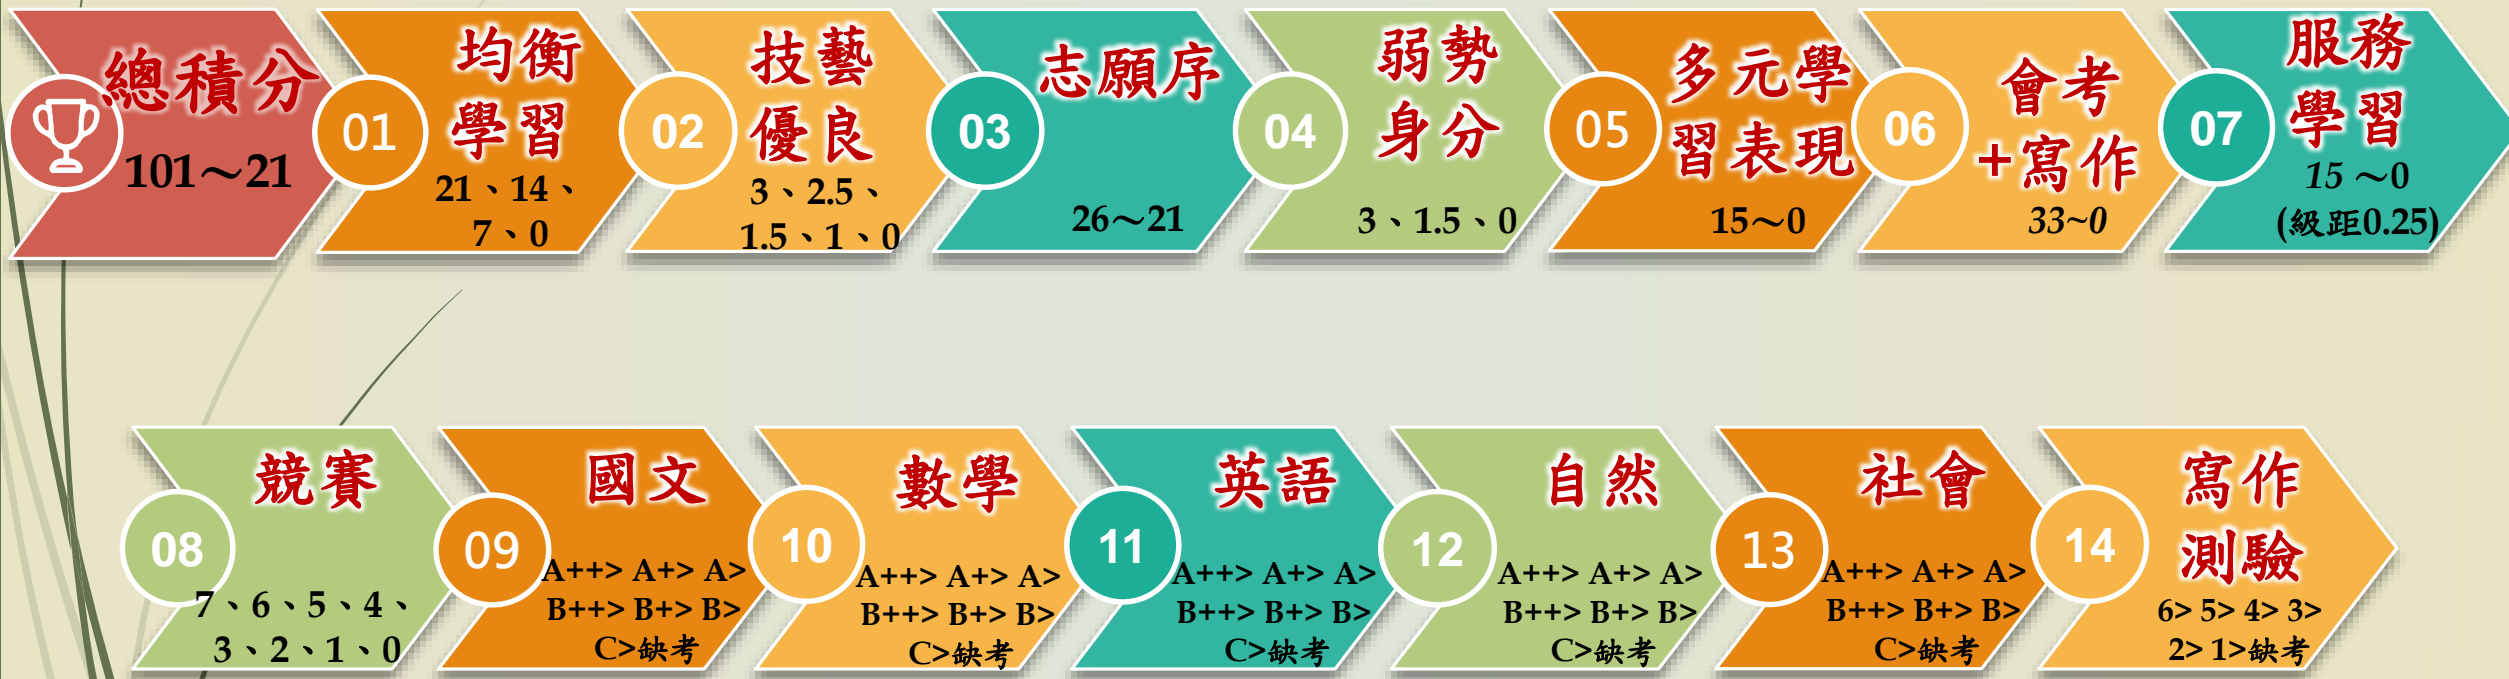 總積分
101～21
01
均衡
學習
21、14、
7、0
02
技藝
優良
3、2.5、
1.5、1、0
03
志願序
26～21
04
弱勢
身分
3、1.5、0
05
多元學
習表現
15～0
06
會考
+寫作
33~0
07
服務
學習
15～0
(級距0.25)
08
競賽
7、6、5、4、
3、2、1、0
09
國文
A++> A+> A>
B++> B+> B>
C>缺考
10
數學
A++> A+> A>
B++> B+> B>
C>缺考
11
英語
A++> A+> A>
B++> B+> B>
C>缺考
12
自然
A++> A+> A>
B++> B+> B>
C>缺考
13
社會
A++> A+> A>
B++> B+> B>
C>缺考
14
寫作
測驗
6> 5> 4> 3>
2> 1>缺考